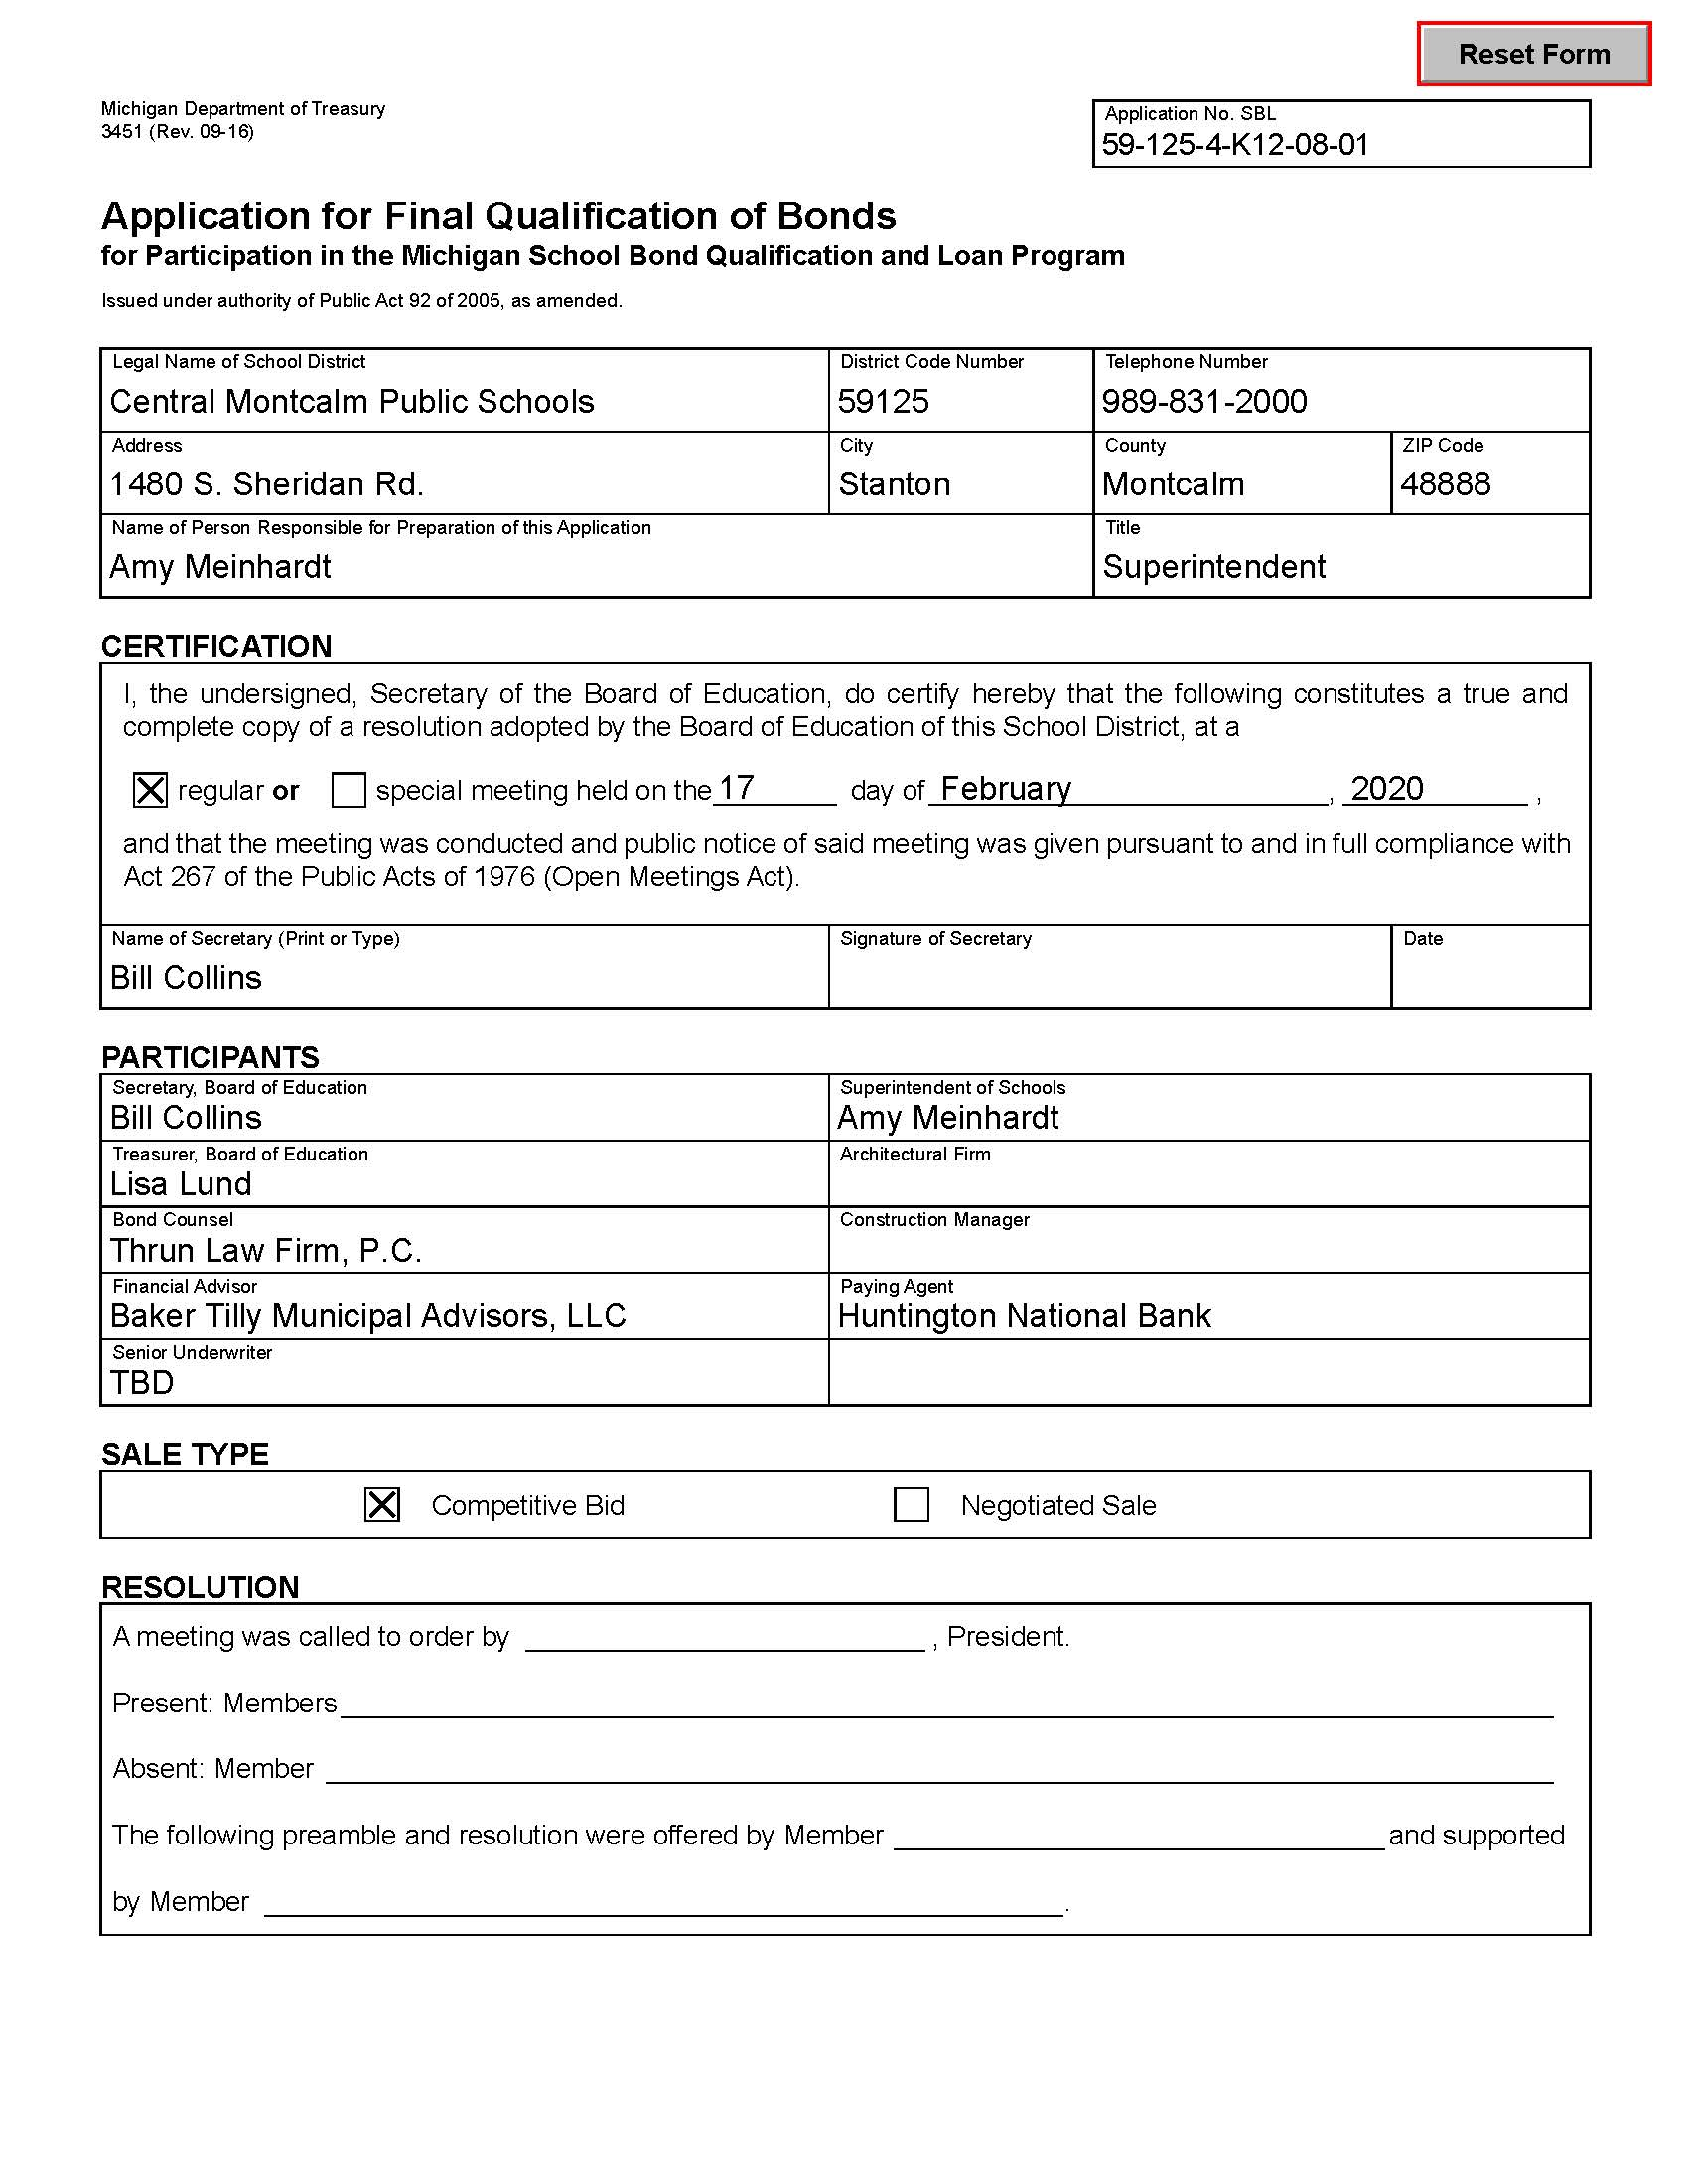 Reset Form
Michigan Department of Treasury
3451 (Rev. 09-16)
Application No. SBL
59-125-4-K12-08-01
Application for Final Qualification of Bonds
for Participation in the Michigan School Bond Qualification and Loan Program
Issued under authority of Public Act 92 of 2005, as amended.
Legal Name of School District District Code Number Telephone Number
Central Montcalm Public Schools 59125 989-831-2000
Address City County ZIP Code
1480 S. Sheridan Rd. Stanton Montcalm 48888
Name of Person Responsible for Preparation of this Application Title
Amy Meinhardt Superintendent
CERTIFICATION
I, the undersigned, Secretary of the Board of Education, do certify hereby that the following constitutes a true and
complete copy of a resolution adopted by the Board of Education of this School District, at a
regular or special meeting held on the 17 day of February, 2020,
and that the meeting was conducted and public notice of said meeting was given pursuant to and in full compliance with
Act 267 of the Public Acts of 1976 (Open Meetings Act).
Name of Secretary (Print or Type) Signature of Secretary Date
Bill Collins
PARTICIPANTS
Secretary, Board of Education Superintendent of Schools
Bill Collins Amy Meinhardt
Treasurer, Board of Education Architectural Firm
Lisa Lund
Bond Counsel Construction Manager
Thrun Law Firm, P.C.
Financial Advisor Paying Agent
Baker Tilly Municipal Advisors, LLC Huntington National Bank
Senior Underwriter
TBD
SALE TYPE
Competitive Bid Negotiated Sale
RESOLUTION
A meeting was called to order by , President.
Present: Members
Absent: Member
The following preamble and resolution were offered by Member and supported
by Member .